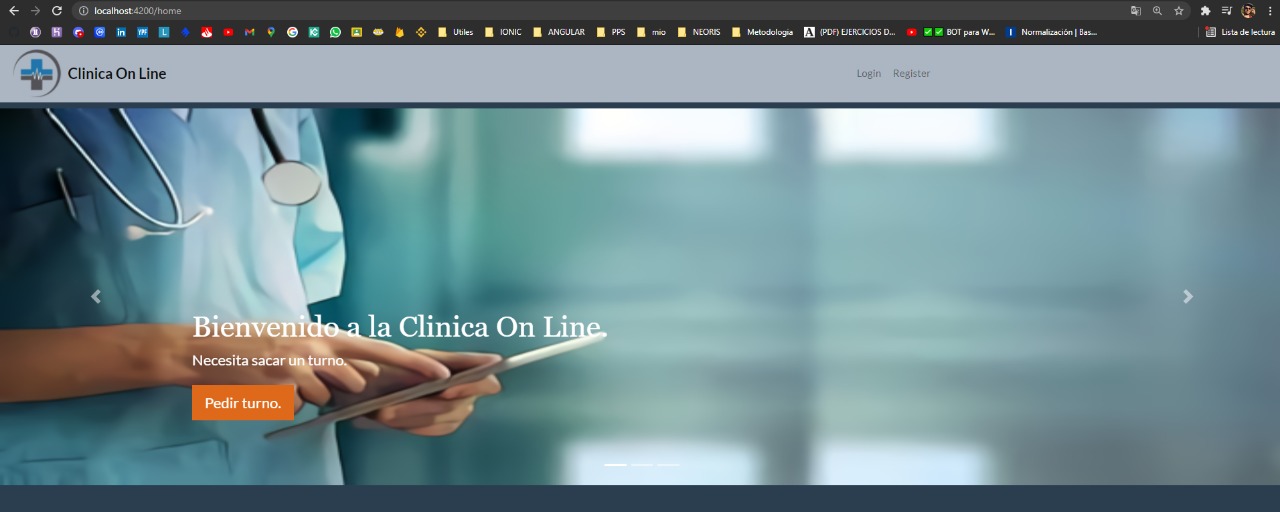 localhost:4200/home
Utiles IONIC ANGULAR PPS mio NEORIS Metodologia (PDF) EJERCICIOS D... BOT para W... Normalización | Bas... Lista de lectura
Clinica On Line
Login Register
Bienvenido a la Clinica On Line.
Necesita sacar un turno.
Pedir turno.